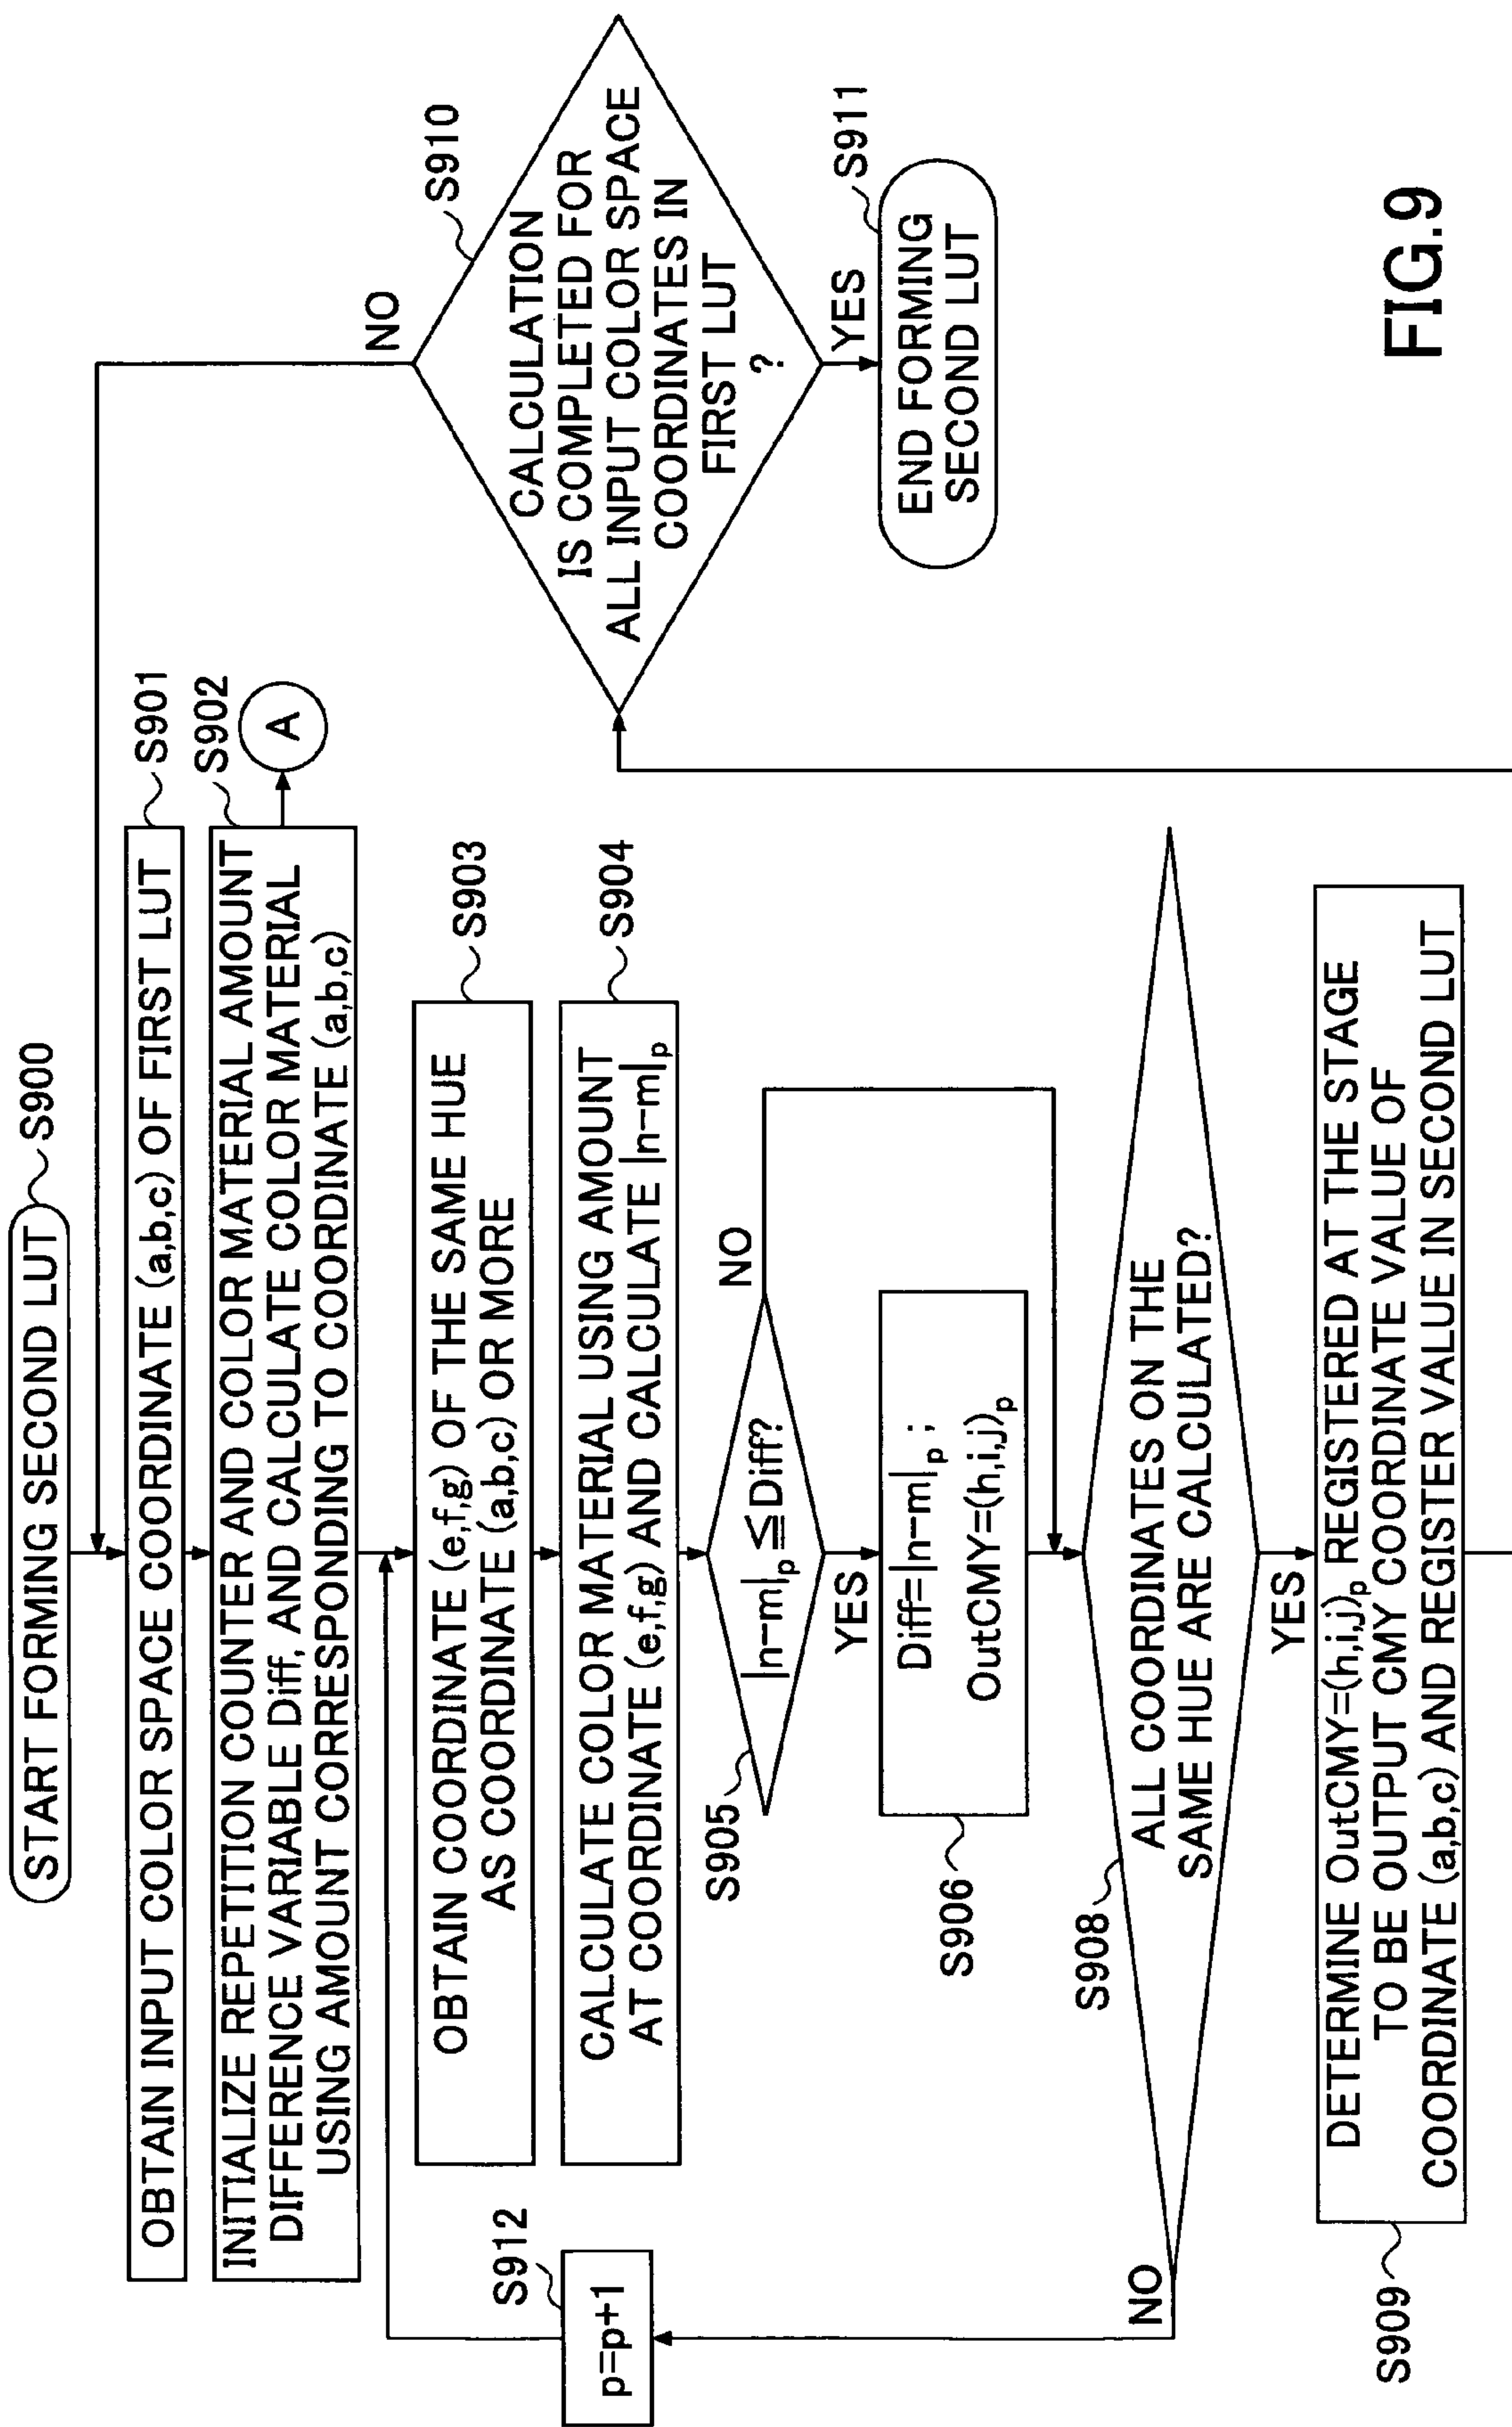 START FORMING SECOND LUT
S900
OBTAIN INPUT COLOR SPACE COORDINATE (a,b,c) OF FIRST LUT
S901
INITIALIZE REPETITION COUNTER AND COLOR MATERIAL AMOUNT
DIFFERENCE VARIABLE Diff, AND CALCULATE COLOR MATERIAL
USING AMOUNT CORRESPONDING TO COORDINATE (a,b,c)
S902
A
OBTAIN COORDINATE (e,f,g) OF THE SAME HUE
AS COORDINATE (a,b,c) OR MORE
S903
CALCULATE COLOR MATERIAL USING AMOUNT
AT COORDINATE (e,f,g) AND CALCULATE |n-m|p
S904
S905
|n-m|p ≦Diff?
NO
YES
Diff=|n-m|p ;
OutCMY=(h,i,j)p
S906
S908
ALL COORDINATES ON THE
SAME HUE ARE CALCULATED?
NO
S912
p=p+1
YES
DETERMINE OutCMY=(h,i,j)p REGISTERED AT THE STAGE
TO BE OUTPUT CMY COORDINATE VALUE OF
COORDINATE (a,b,c) AND REGISTER VALUE IN SECOND LUT
S909
CALCULATION
IS COMPLETED FOR
ALL INPUT COLOR SPACE
COORDINATES IN
FIRST LUT
?
S910
NO
YES
END FORMING
SECOND LUT
S911
FIG.9